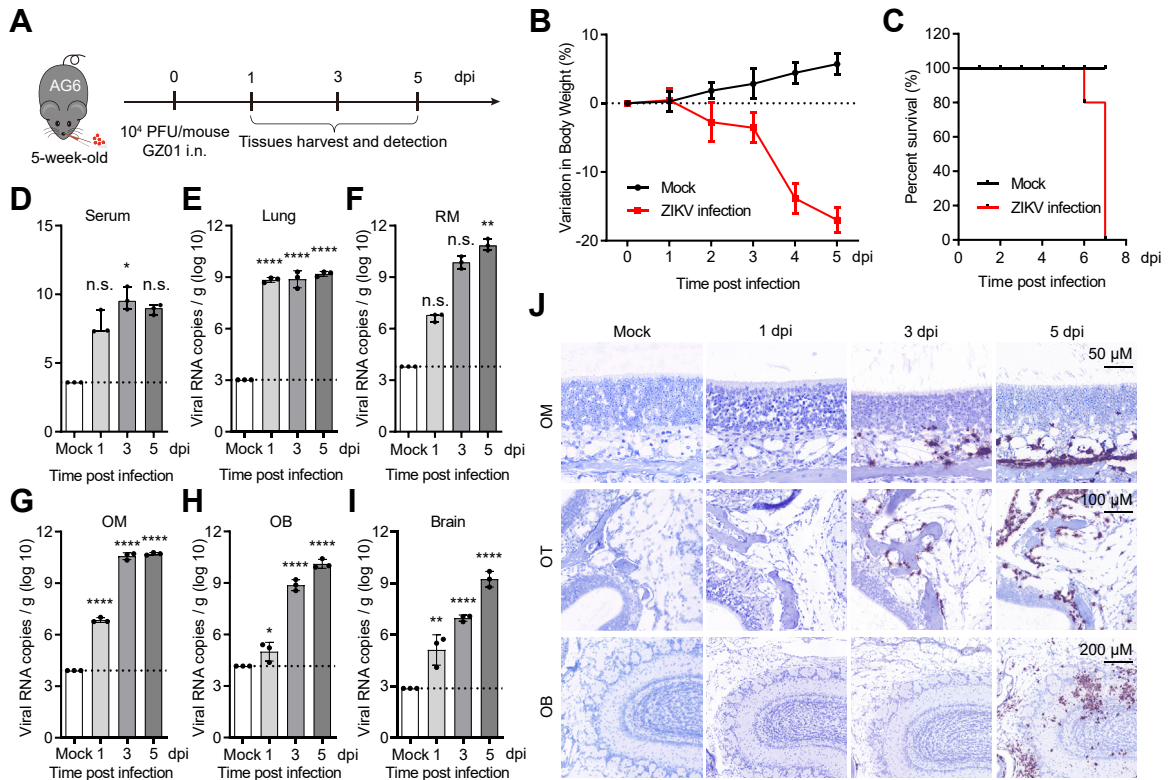 A
AG6
5-week-old
0
1
3
5
dpi
10⁴ PFU/mouse
GZ01 i.n.
Tissues harvest and detection
B
Variation in Body Weight (%)
10
0
-10
-20
Mock
ZIKV infection
0 1 2 3 4 5 dpi
Time post infection
C
Percent survival (%)
120
100
80
60
40
20
0
Mock
ZIKV infection
0 2 4 6 8 dpi
Time post infection
D
Serum
Viral RNA copies / g (log 10)
15
10
5
0
n.s.
*
n.s.
Mock 1 3 5 dpi
Time post infection
E
Lung
Viral RNA copies / g (log 10)
12
9
6
3
0
****
****
****
Mock 1 3 5 dpi
Time post infection
F
RM
Viral RNA copies / g (log 10)
12
9
6
3
0
n.s.
n.s.
**
Mock 1 3 5 dpi
Time post infection
G
OM
Viral RNA copies / g (log 10)
12
9
6
3
0
****
****
****
Mock 1 3 5 dpi
Time post infection
H
OB
Viral RNA copies / g (log 10)
12
9
6
3
0
*
****
****
Mock 1 3 5 dpi
Time post infection
I
Brain
Viral RNA copies / g (log 10)
12
9
6
3
0
**
****
****
Mock 1 3 5 dpi
Time post infection
J
Mock
1 dpi
3 dpi
5 dpi
50 µM
OM
100 µM
OT
200 µM
OB